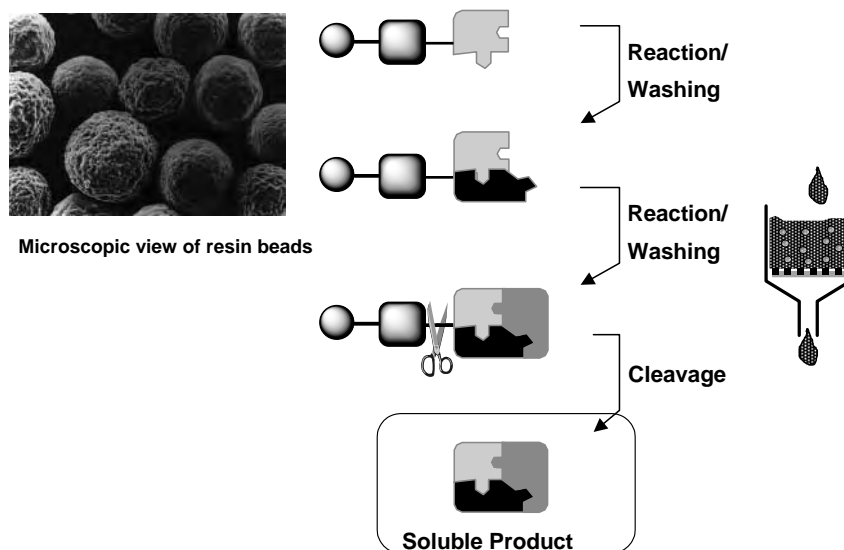 Reaction/
Washing
Microscopic view of resin beads
Reaction/
Washing
Cleavage
Soluble Product